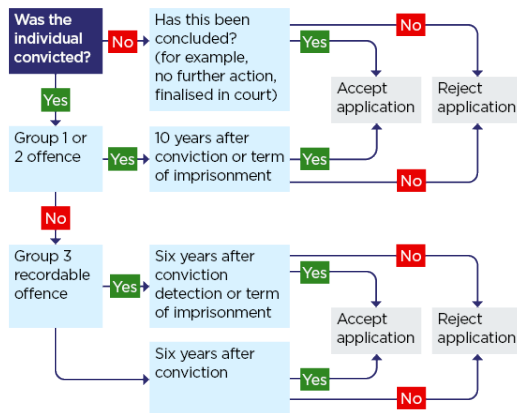 Was the
individual
convicted?
No
Has this been
concluded?
(for example,
no further action,
finalised in court)
No
Yes
Accept
application
Reject
application
Yes
Group 1 or
2 offence
Yes
10 years after
conviction or term
of imprisonment
Yes
No
No
Group 3
recordable
offence
Yes
Six years after
conviction
detection or term
of imprisonment
No
Yes
Accept
application
Reject
application
Six years after
conviction
Yes
No